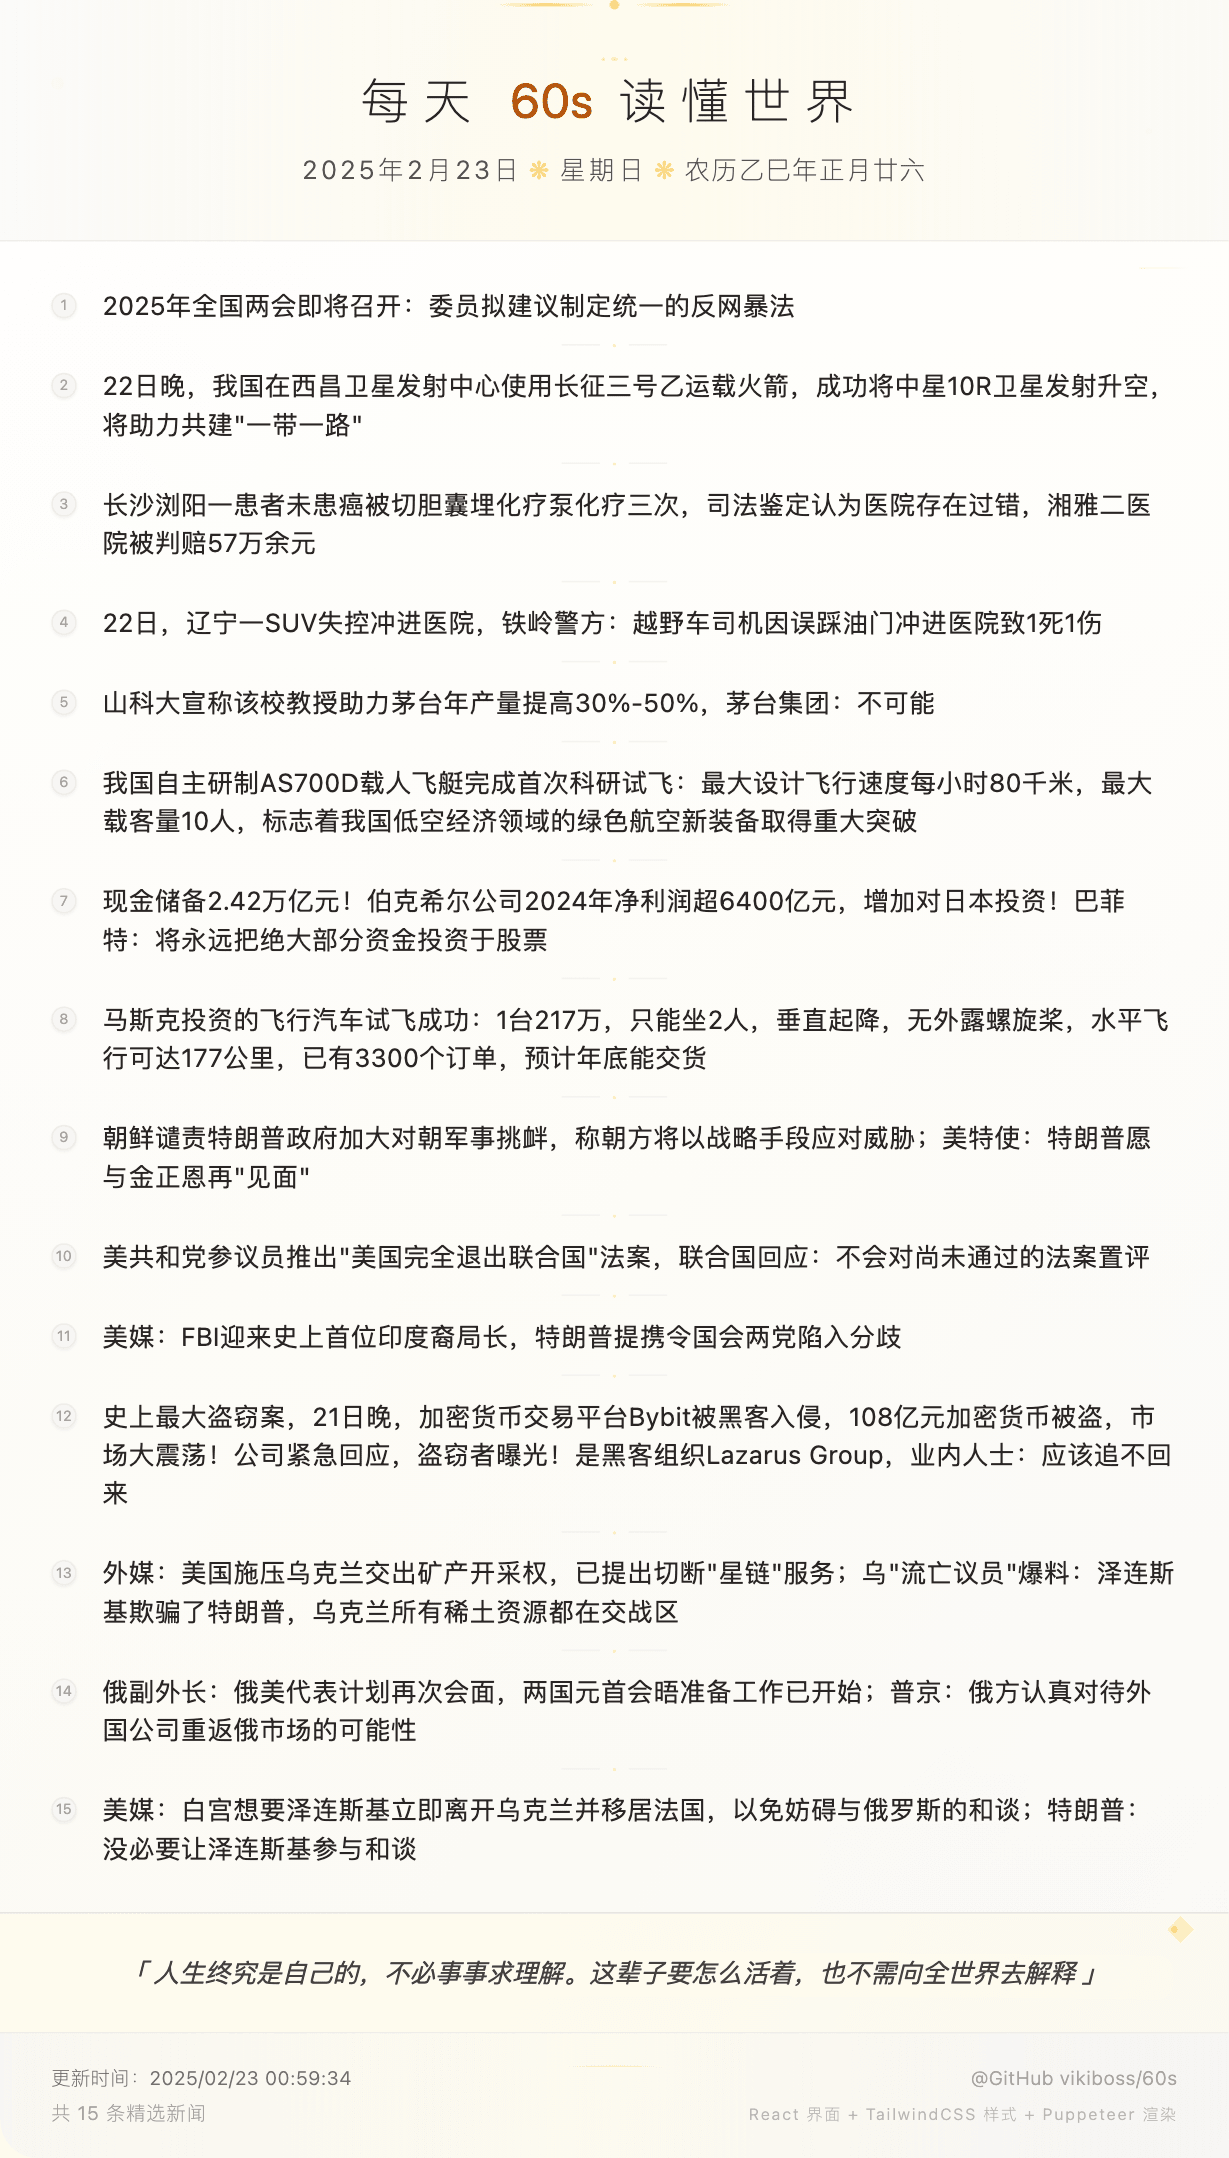 每天 60s 读懂世界
2025年2月23日 ❋ 星期日 ❋ 农历乙巳年正月廿六
1 2025年全国两会即将召开：委员拟建议制定统一的反网暴法
2 22日晚，我国在西昌卫星发射中心使用长征三号乙运载火箭，成功将中星10R卫星发射升空，
将助力共建"一带一路"
3 长沙浏阳一患者未患癌被切胆囊埋化疗泵化疗三次，司法鉴定认为医院存在过错，湘雅二医
院被判赔57万余元
4 22日，辽宁一SUV失控冲进医院，铁岭警方：越野车司机因误踩油门冲进医院致1死1伤
5 山科大宣称该校教授助力茅台年产量提高30%-50%，茅台集团：不可能
6 我国自主研制AS700D载人飞艇完成首次科研试飞：最大设计飞行速度每小时80千米，最大
载客量10人，标志着我国低空经济领域的绿色航空新装备取得重大突破
7 现金储备2.42万亿元！伯克希尔公司2024年净利润超6400亿元，增加对日本投资！巴菲
特：将永远把绝大部分资金投资于股票
8 马斯克投资的飞行汽车试飞成功：1台217万，只能坐2人，垂直起降，无外露螺旋桨，水平飞
行可达177公里，已有3300个订单，预计年底能交货
9 朝鲜谴责特朗普政府加大对朝军事挑衅，称朝方将以战略手段应对威胁；美特使：特朗普愿
与金正恩再"见面"
10 美共和党参议员推出"美国完全退出联合国"法案，联合国回应：不会对尚未通过的法案置评
11 美媒：FBI迎来史上首位印度裔局长，特朗普提携令国会两党陷入分歧
12 史上最大盗窃案，21日晚，加密货币交易平台Bybit被黑客入侵，108亿元加密货币被盗，市
场大震荡！公司紧急回应，盗窃者曝光！是黑客组织Lazarus Group，业内人士：应该追不回
来
13 外媒：美国施压乌克兰交出矿产开采权，已提出切断"星链"服务；乌"流亡议员"爆料：泽连斯
基欺骗了特朗普，乌克兰所有稀土资源都在交战区
14 俄副外长：俄美代表计划再次会面，两国元首会晤准备工作已开始；普京：俄方认真对待外
国公司重返俄市场的可能性
15 美媒：白宫想要泽连斯基立即离开乌克兰并移居法国，以免妨碍与俄罗斯的和谈；特朗普：
没必要让泽连斯基参与和谈
「 人生终究是自己的，不必事事求理解。这辈子要怎么活着，也不需向全世界去解释 」
更新时间：2025/02/23 00:59:34
@GitHub vikiboss/60s
共 15 条精选新闻
React 界面 + TailwindCSS 样式 + Puppeteer 渲染